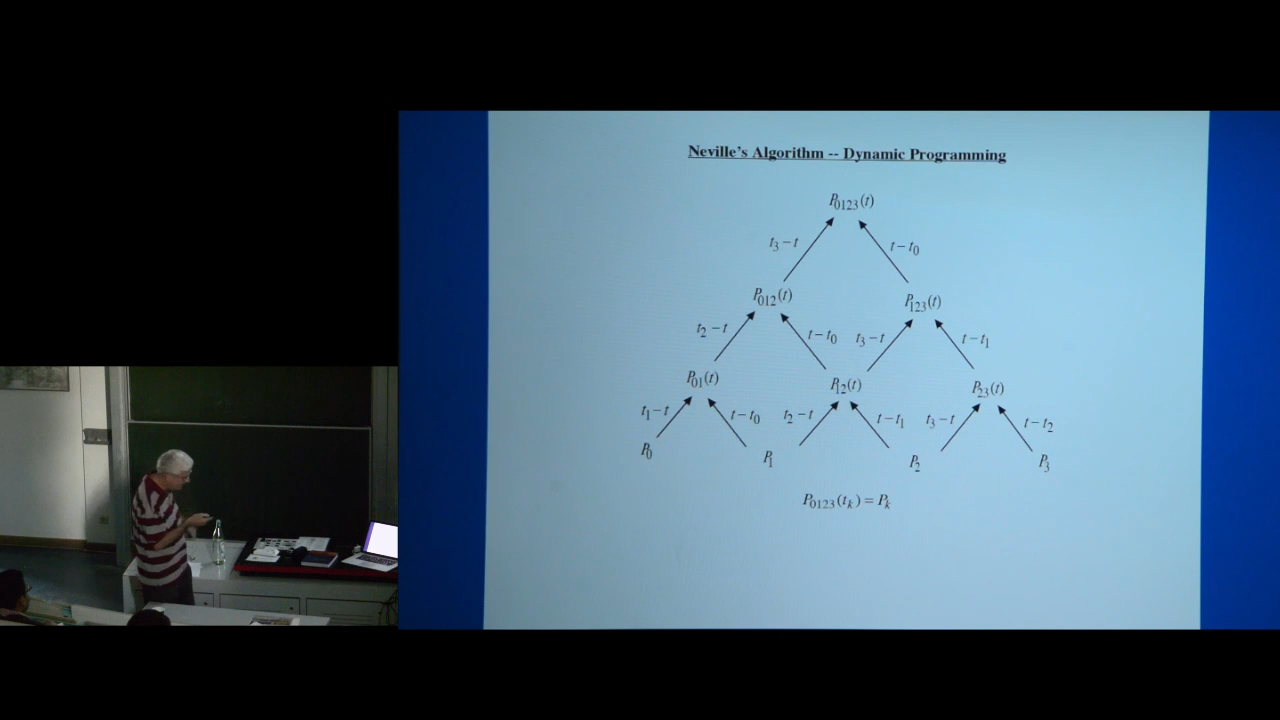 Neville's Algorithm -- Dynamic Programming
P0123(t)
t3 − t t − t0
P012(t) P123(t)
t2 − t t − t0 t3 − t t − t1
P01(t) P12(t) P23(t)
t1 − t t − t0 t2 − t t − t1 t3 − t t − t2
P0 P1 P2 P3
P0123(tk) = Pk